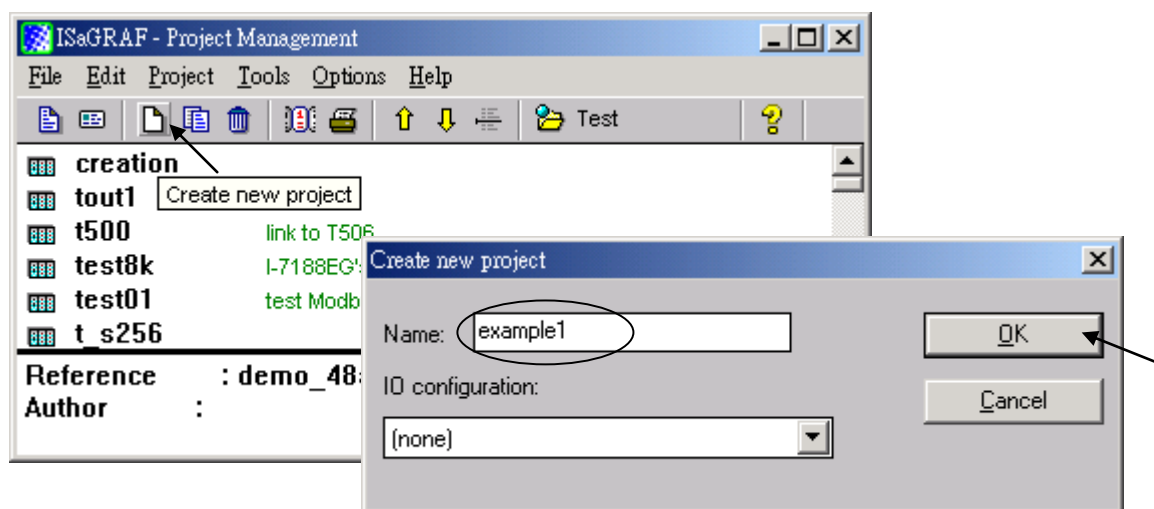 ISaGRAF - Project Management
File Edit Project Tools Options Help
Test
creation
Create new project
tout1
t500 link to T506
test8k I-7188EG's
test01 test Modb
t_s256
Reference : demo_48
Author :
Create new project
Name: example1
OK
IO configuration:
Cancel
(none)